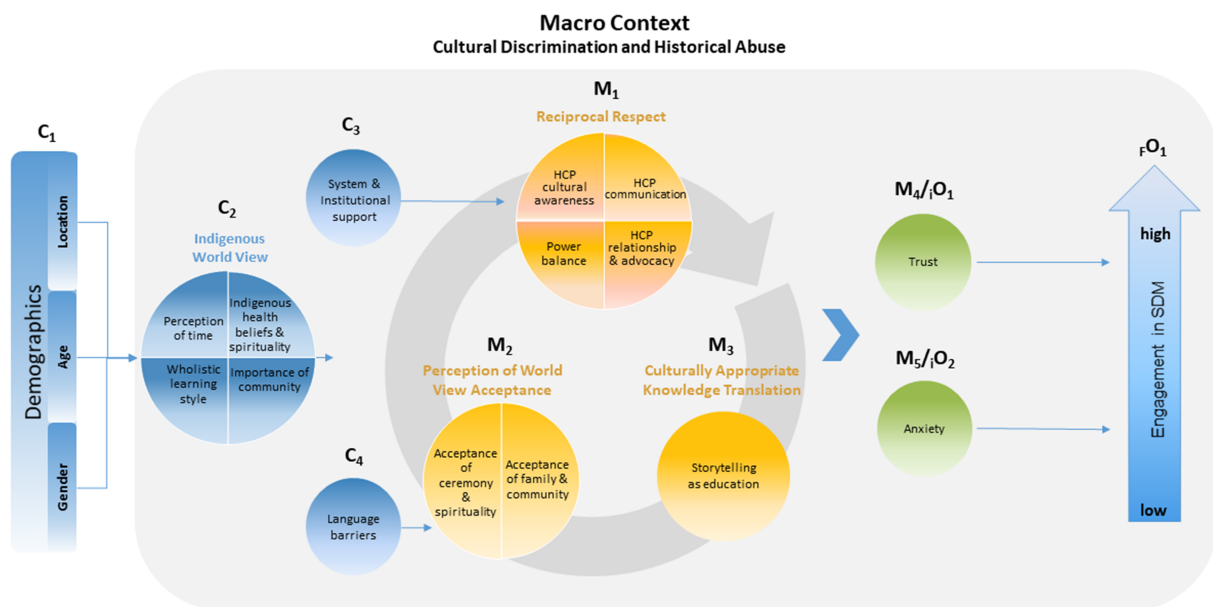 Macro Context
Cultural Discrimination and Historical Abuse
C1
Demographics
Location
Age
Gender
C2
Indigenous
World View
Perception
of time
Indigenous
health
beliefs &
spirituality
Wholistic
learning
style
Importance of
community
C3
System &
Institutional
support
C4
Language
barriers
M1
Reciprocal Respect
HCP
cultural
awareness
HCP
communication
Power
balance
HCP
relationship
& advocacy
M2
Perception of World
View Acceptance
Acceptance
of
ceremony
&
spirituality
Acceptance
of family &
community
M3
Culturally Appropriate
Knowledge Translation
Storytelling
as education
M4/iO1
Trust
M5/iO2
Anxiety
FO1
high
Engagement in SDM
low